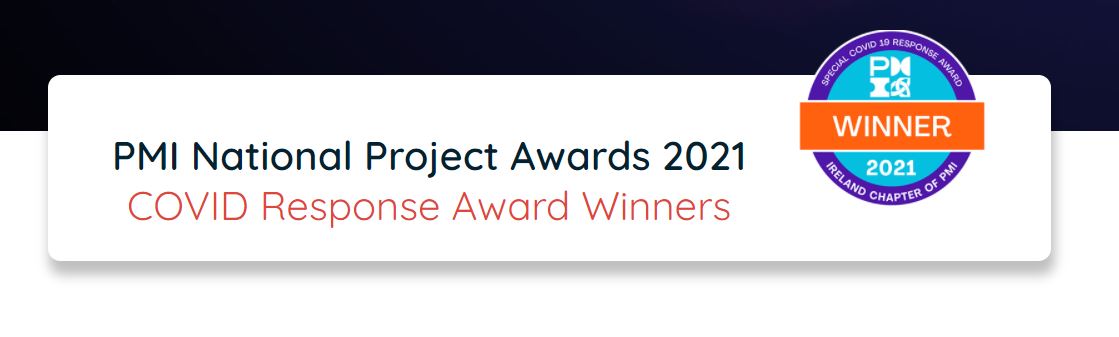 PMI National Project Awards 2021
COVID Response Award Winners
SPECIAL COVID 19 RESPONSE AWARD
WINNER
2021
IRELAND CHAPTER OF PMI